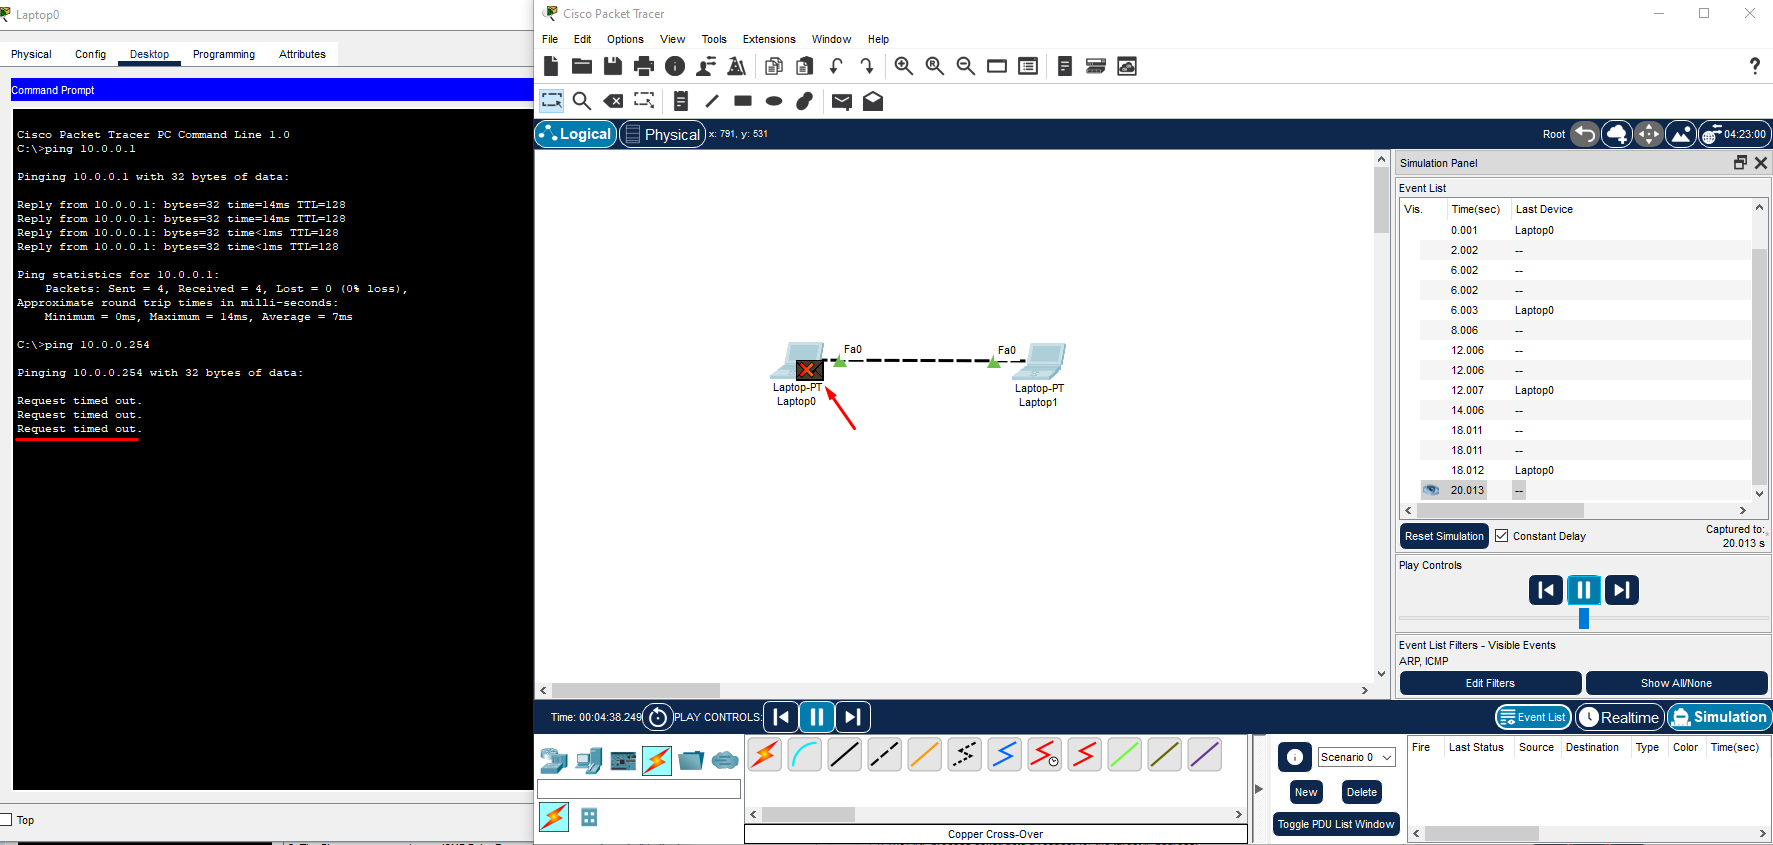 Laptop0
Physical Config Desktop Programming Attributes
Command Prompt
Cisco Packet Tracer PC Command Line 1.0
C:\>ping 10.0.0.1
Pinging 10.0.0.1 with 32 bytes of data:
Reply from 10.0.0.1: bytes=32 time=14ms TTL=128
Reply from 10.0.0.1: bytes=32 time=14ms TTL=128
Reply from 10.0.0.1: bytes=32 time<1ms TTL=128
Reply from 10.0.0.1: bytes=32 time<1ms TTL=128
Ping statistics for 10.0.0.1:
Packets: Sent = 4, Received = 4, Lost = 0 (0% loss),
Approximate round trip times in milli-seconds:
Minimum = 0ms, Maximum = 14ms, Average = 7ms
C:\>ping 10.0.0.254
Pinging 10.0.0.254 with 32 bytes of data:
Request timed out.
Request timed out.
Request timed out.
Top
Cisco Packet Tracer
File Edit Options View Tools Extensions Window Help
?
Logical Physical x: 791, y: 531
Root 04:23:00
Fa0 Fa0
Laptop-PT
Laptop0
Laptop-PT
Laptop1
Simulation Panel
Event List
Vis. Time(sec) Last Device
0.001 Laptop0
2.002 --
6.002 --
6.002 --
6.003 Laptop0
8.006 --
12.006 --
12.006 --
12.007 Laptop0
14.006 --
18.011 --
18.011 --
18.012 Laptop0
20.013 --
Reset Simulation Constant Delay Captured to:
20.013 s
Play Controls
Event List Filters - Visible Events
ARP, ICMP
Edit Filters Show All/None
Time: 00:04:38.249 PLAY CONTROLS:
Event List Realtime Simulation
Copper Cross-Over
Scenario 0
New Delete
Toggle PDU List Window
Fire Last Status Source Destination Type Color Time(sec)